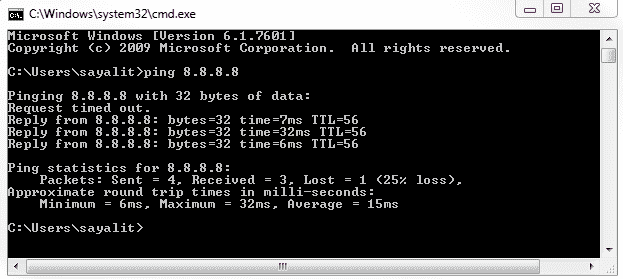 C:\Windows\system32\cmd.exe
Microsoft Windows [Version 6.1.7601]
Copyright (c) 2009 Microsoft Corporation.  All rights reserved.
C:\Users\sayalit>ping 8.8.8.8
Pinging 8.8.8.8 with 32 bytes of data:
Request timed out.
Reply from 8.8.8.8: bytes=32 time=7ms TTL=56
Reply from 8.8.8.8: bytes=32 time=32ms TTL=56
Reply from 8.8.8.8: bytes=32 time=6ms TTL=56
Ping statistics for 8.8.8.8:
    Packets: Sent = 4, Received = 3, Lost = 1 (25% loss),
Approximate round trip times in milli-seconds:
    Minimum = 6ms, Maximum = 32ms, Average = 15ms
C:\Users\sayalit>